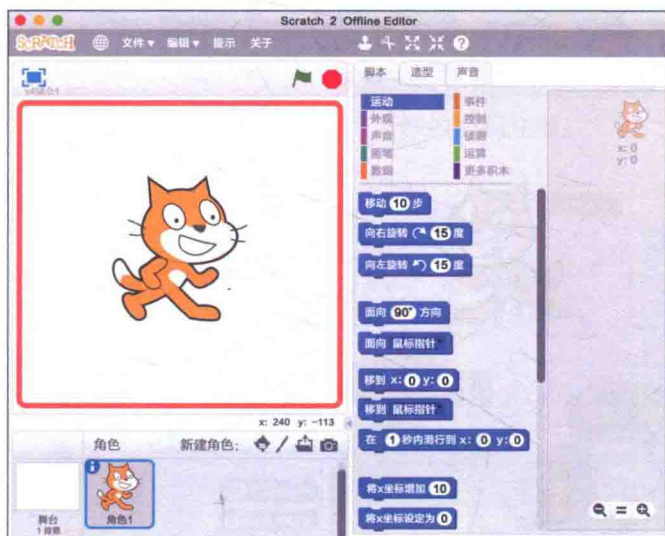 Scratch 2 Offline Editor
SCRATCH 文件▼ 编辑▼ 提示 关于
脚本 造型 声音
运动 事件
外观 控制
声音 侦测
画笔 运算
数据 更多积木
x: 0
y: 0
移动 10 步
向右旋转 15 度
向左旋转 15 度
面向 90° 方向
面向 鼠标指针
移到 x: 0 y: 0
移到 鼠标指针
在 1 秒内滑行到 x: 0 y: 0
将x坐标增加 10
将x坐标设定为 0
x: 240 y: -113
角色 新建角色:
舞台
1 背景
角色1